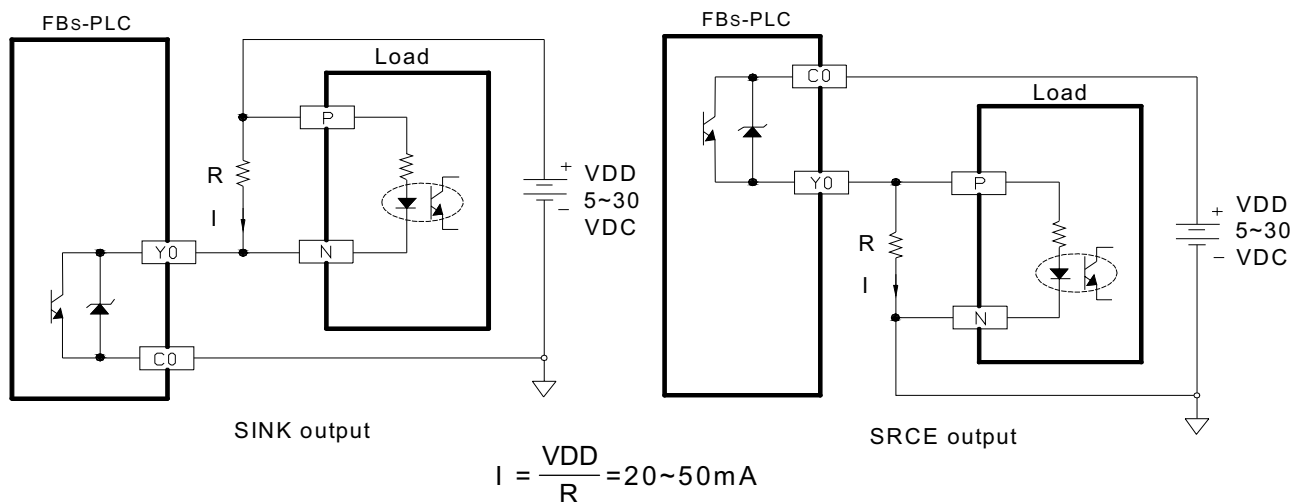 FBs-PLC
Load
P
R
I
N
Y0
C0
+ VDD
5~30
− VDC
SINK output
FBs-PLC
C0
Load
Y0
P
R
I
N
+ VDD
5~30
− VDC
SRCE output
I = VDD/R =20~50mA